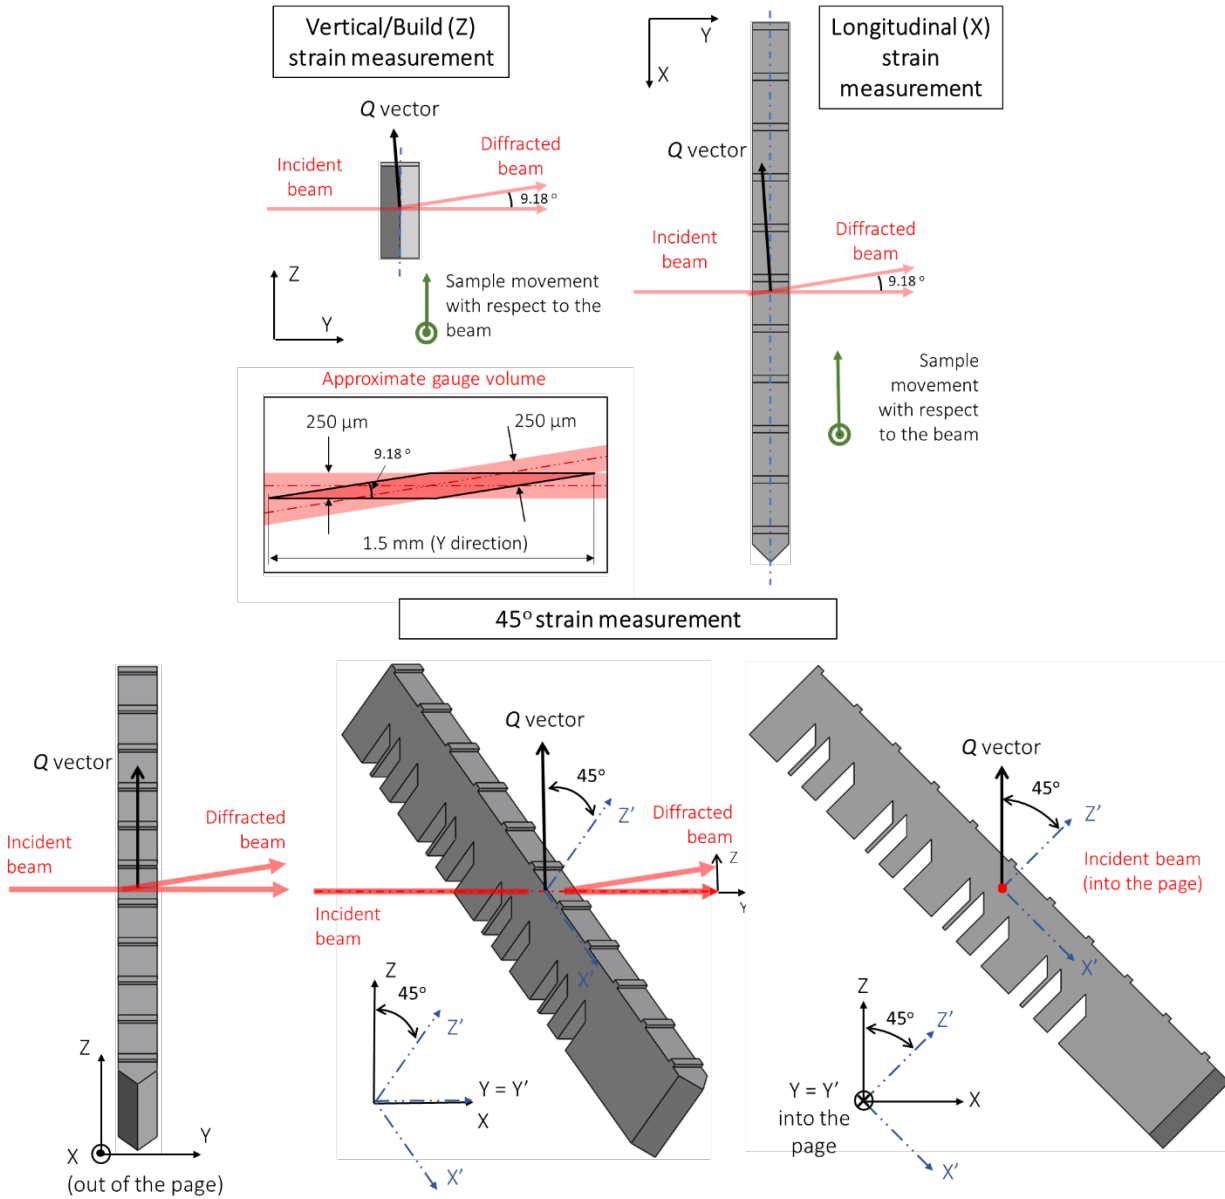 Vertical/Build (Z)
strain measurement
Q vector
Incident
beam
Diffracted
beam
9.18 °
Z
Y
Sample movement
with respect to the
beam
Y
X
Longitudinal (X)
strain
measurement
Q vector
Incident
beam
Diffracted
beam
9.18 °
Sample
movement
with respect
to the beam
Approximate gauge volume
250 µm
250 µm
9.18 °
1.5 mm (Y direction)
45° strain measurement
Q vector
Incident
beam
Diffracted
beam
Z
Y
X
(out of the page)
Q vector
45°
Z'
Diffracted
beam
Z
Y
Incident
beam
X'
Z
45°
Z'
Y = Y'
X
X'
Q vector
45°
Z'
Incident beam
(into the page)
X'
Z
45°
Z'
Y = Y'
into the
page
X
X'